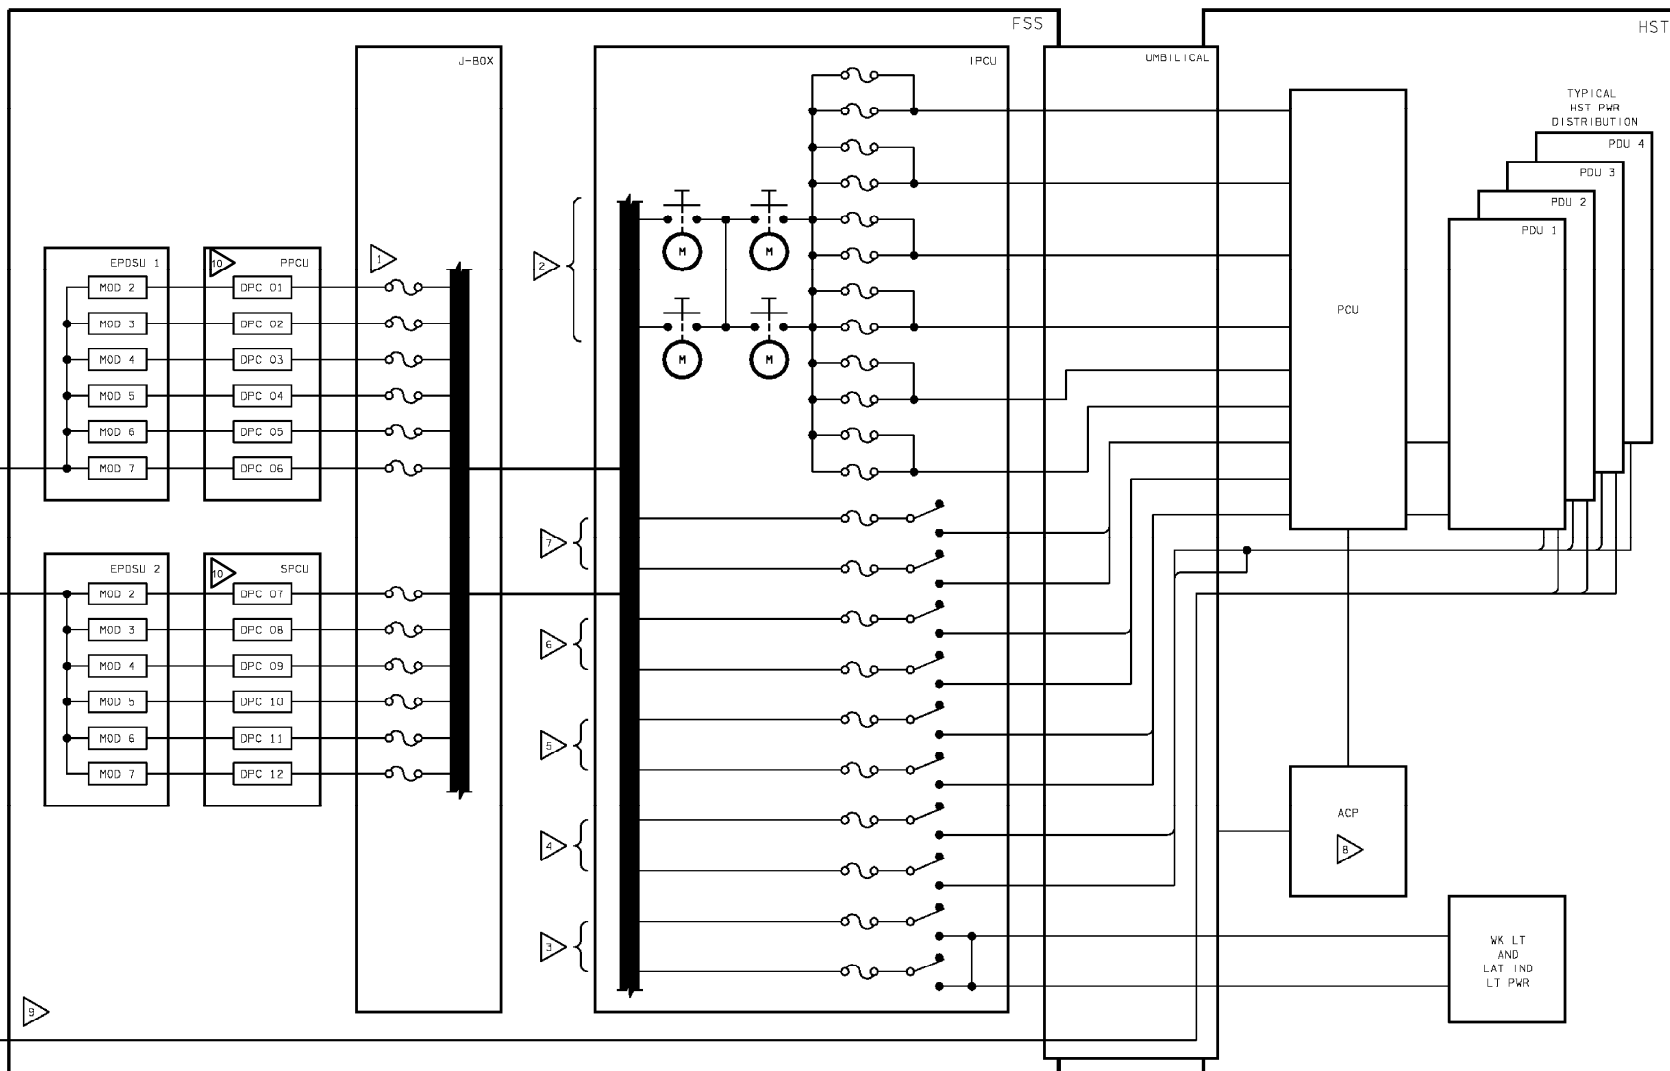 FSS
HST
J-BOX
IPCU
UMBILICAL
TYPICAL
HST PWR
DISTRIBUTION
PDU 4
PDU 3
PDU 2
PDU 1
EPDSU 1
MOD 2
MOD 3
MOD 4
MOD 5
MOD 6
MOD 7
10
PPCU
DPC 01
DPC 02
DPC 03
DPC 04
DPC 05
DPC 06
1
2
M
M
M
M
PCU
EPDSU 2
MOD 2
MOD 3
MOD 4
MOD 5
MOD 6
MOD 7
10
SPCU
DPC 07
DPC 08
DPC 09
DPC 10
DPC 11
DPC 12
7
6
5
4
3
ACP
8
WK LT
AND
LAT IND
LT PWR
9